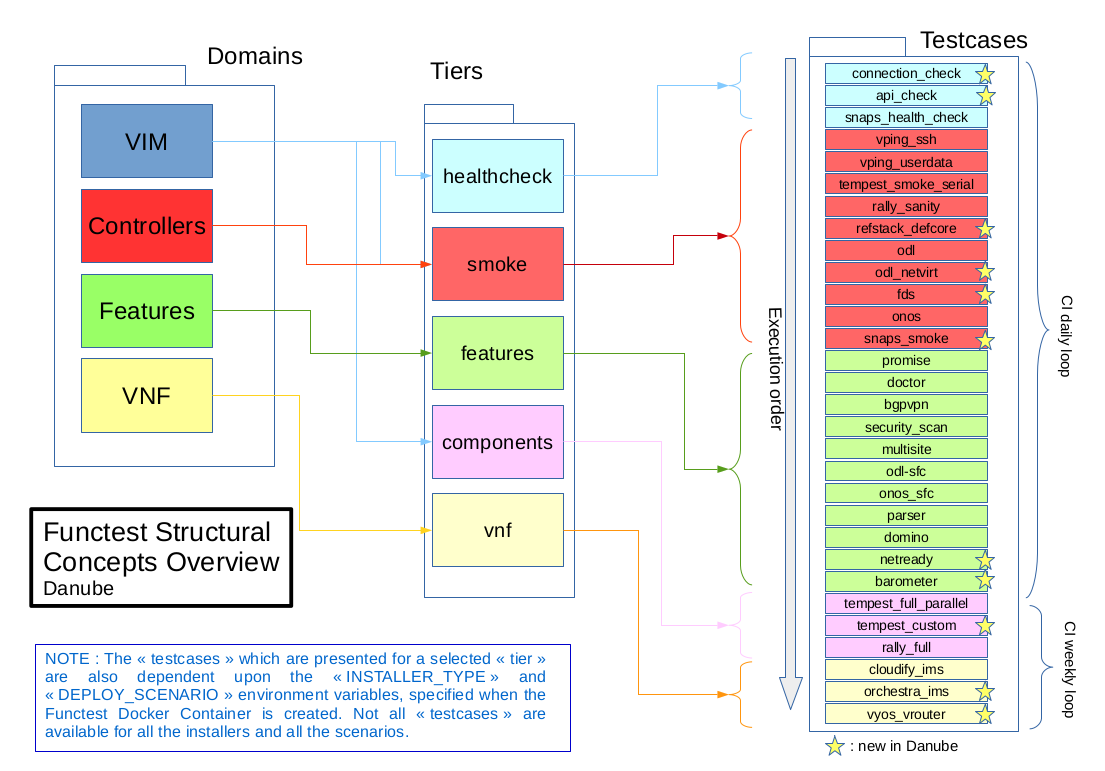 Domains
VIM
Controllers
Features
VNF
Functest Structural
Concepts Overview
Danube
NOTE : The « testcases » which are presented for a selected « tier »
are also dependent upon the « INSTALLER_TYPE » and
« DEPLOY_SCENARIO » environment variables, specified when the
Functest Docker Container is created. Not all « testcases » are
available for all the installers and all the scenarios.
Tiers
healthcheck
smoke
features
components
vnf
Execution order
Testcases
connection_check
api_check
snaps_health_check
vping_ssh
vping_userdata
tempest_smoke_serial
rally_sanity
refstack_defcore
odl
odl_netvirt
fds
onos
snaps_smoke
promise
doctor
bgpvpn
security_scan
multisite
odl-sfc
onos_sfc
parser
domino
netready
barometer
tempest_full_parallel
tempest_custom
rally_full
cloudify_ims
orchestra_ims
vyos_vrouter
: new in Danube
CI daily loop
CI weekly loop